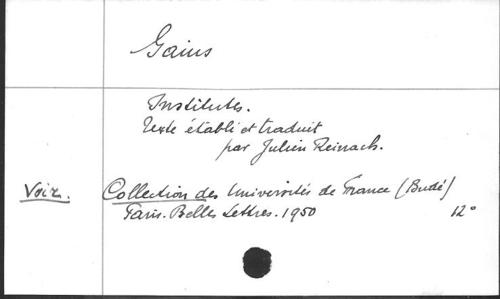 Gaius
Institutes.
Texte établi et traduit
par Julien Reinach.
Voir. Collection des Universités de France (Budé)
Paris. Belles Lettres. 1950 12°